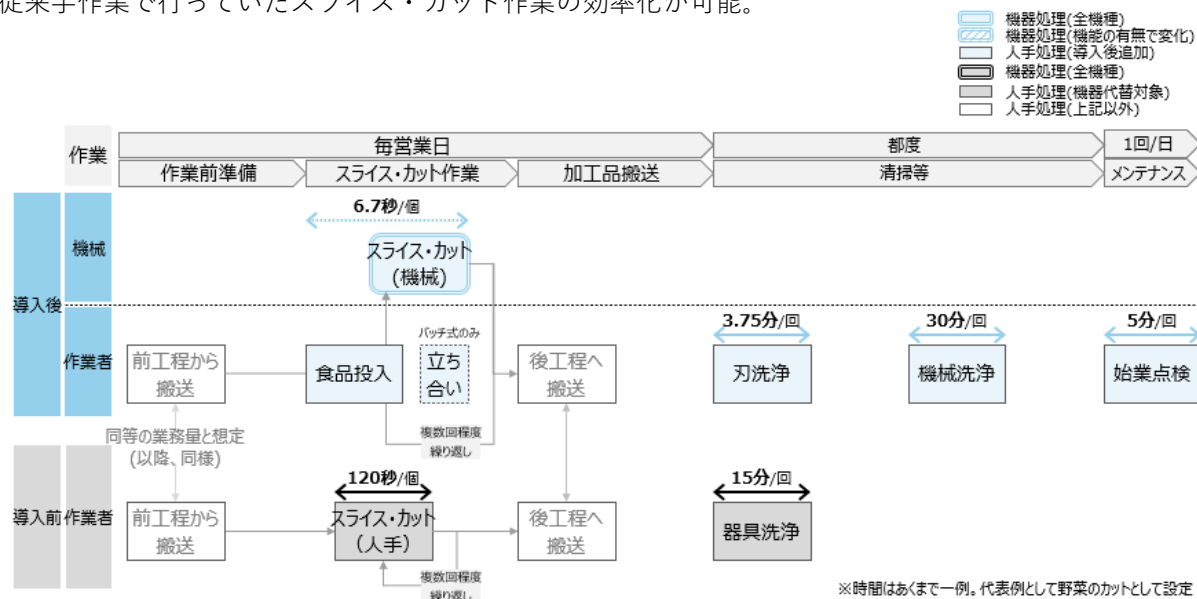 従来手作業で行っていたスライス・カット作業の効率化が可能。
機器処理(全機種)
機器処理(機能の有無で変化)
人手処理(導入後追加)
機器処理(全機種)
人手処理(機器代替対象)
人手処理(上記以外)
作業
毎営業日
都度
1回/日
作業前準備
スライス・カット作業
加工品搬送
清掃等
メンテナンス
導入後
機械
6.7秒/個
スライス・カット
(機械)
作業者
前工程から
搬送
食品投入
バッチ式のみ
立ち
合い
後工程へ
搬送
3.75分/回
刃洗浄
30分/回
機械洗浄
5分/回
始業点検
複数回程度
繰り返し
同等の業務量と想定
(以降、同様)
導入前
作業者
前工程から
搬送
120秒/個
スライス・カット
(人手)
後工程へ
搬送
15分/回
器具洗浄
複数回程度
繰り返し
※時間はあくまで一例。代表例として野菜のカットとして設定